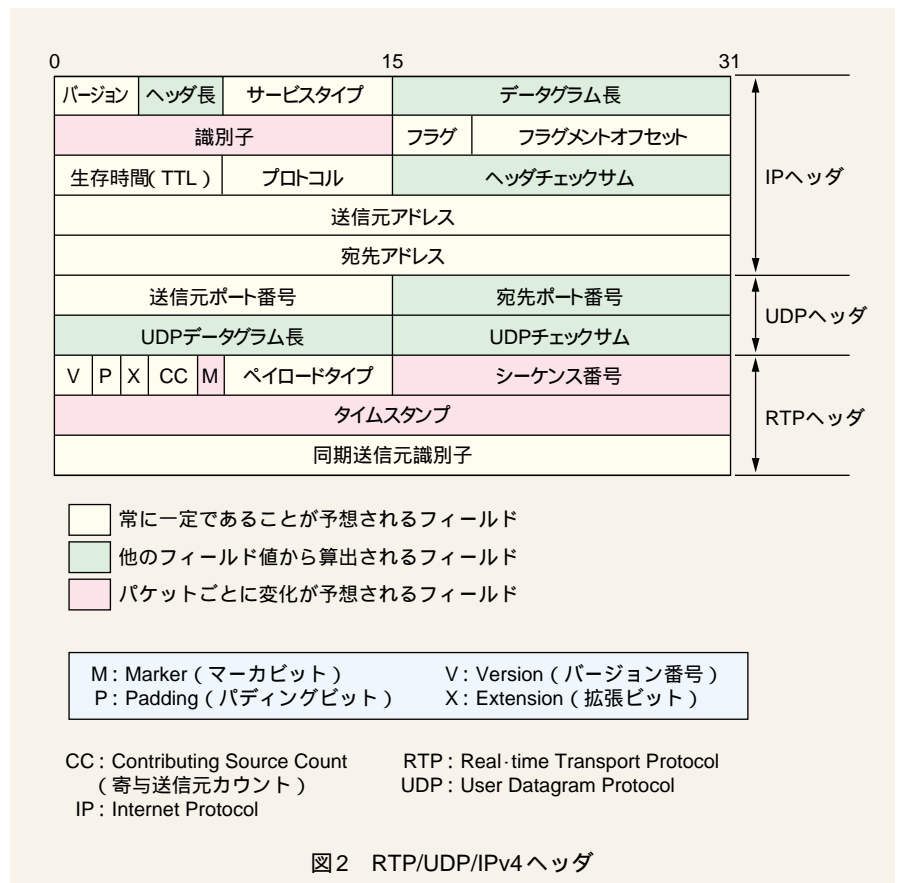 0 15 31
バージョン ヘッダ長 サービスタイプ データグラム長
識別子 フラグ フラグメントオフセット
生存時間( TTL ) プロトコル ヘッダチェックサム
送信元アドレス
宛先アドレス
IPヘッダ
送信元ポート番号 宛先ポート番号
UDPデータグラム長 UDPチェックサム
UDPヘッダ
V P X CC M ペイロードタイプ シーケンス番号
タイムスタンプ
同期送信元識別子
RTPヘッダ
常に一定であることが予想されるフィールド
他のフィールド値から算出されるフィールド
パケットごとに変化が予想されるフィールド
M : Marker ( マーカビット ) V : Version ( バージョン番号 )
P : Padding ( パディングビット ) X : Extension ( 拡張ビット )
CC : Contributing Source Count RTP : Real-time Transport Protocol
( 寄与送信元カウント ) UDP : User Datagram Protocol
IP : Internet Protocol
図2 RTP/UDP/IPv4 ヘッダ